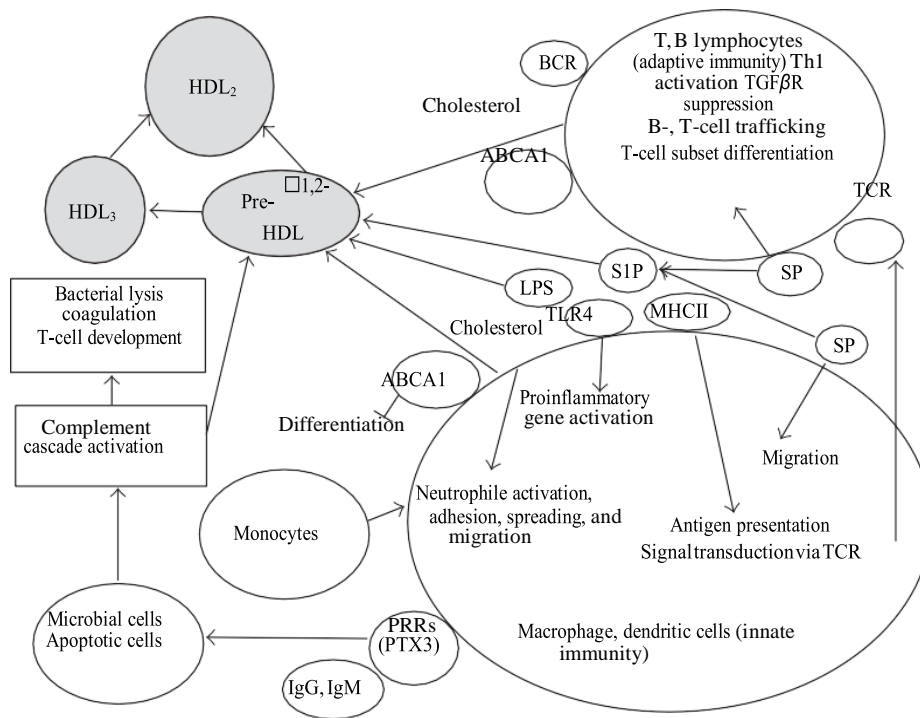 T, B lymphocytes
(adaptive immunity) Th1
activation TGFβR
suppression
B-, T-cell trafficking
T-cell subset differentiation
BCR
HDL2
Cholesterol
ABCA1
TCR
HDL3
□1,2-
Pre-
HDL
S1P
SP
LPS
Bacterial lysis
coagulation
T-cell development
TLR4
MHCII
Cholesterol
SP
ABCA1
Proinflammatory
gene activation
Differentiation
Complement
cascade activation
Migration
Neutrophile activation,
adhesion, spreading, and
migration
Monocytes
Antigen presentation
Signal transduction via TCR
Microbial cells
Apoptotic cells
PRRs
(PTX3)
Macrophage, dendritic cells (innate
immunity)
IgG, IgM